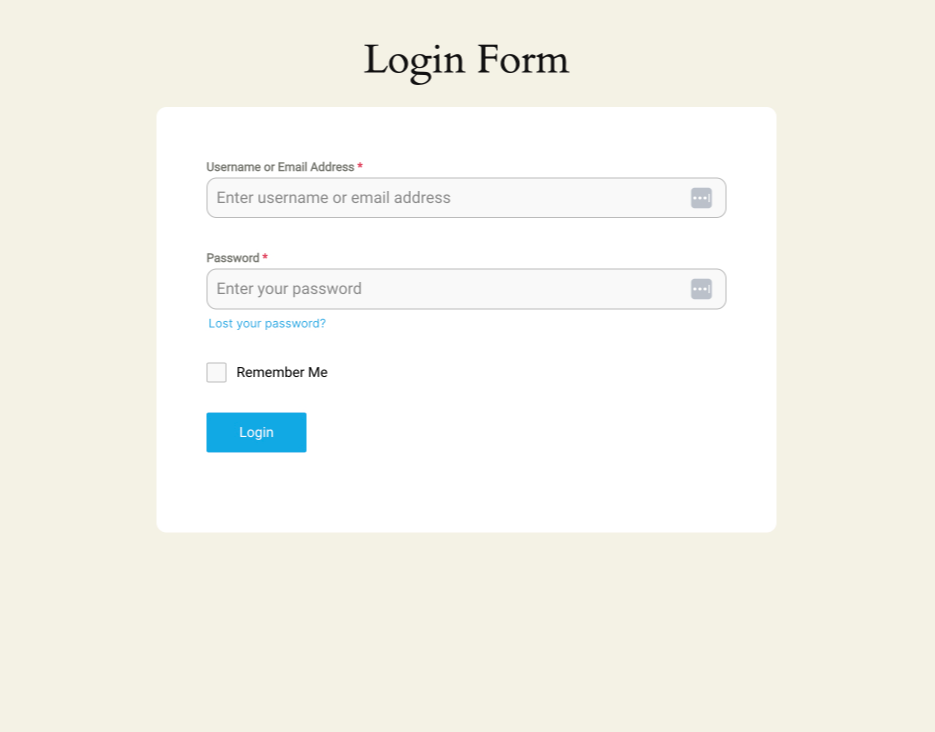 Login Form
Username or Email Address *
Enter username or email address
Password *
Enter your password
Lost your password?
Remember Me
Login